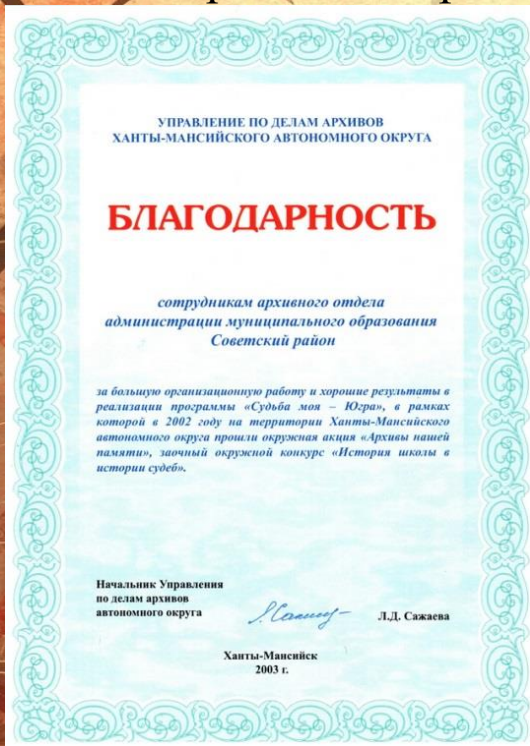 УПРАВЛЕНИЕ ПО ДЕЛАМ АРХИВОВ
ХАНТЫ-МАНСИЙСКОГО АВТОНОМНОГО ОКРУГА
БЛАГОДАРНОСТЬ
сотрудникам архивного отдела
администрации муниципального образования
Советский район
за большую организационную работу и хорошие результаты в
реализации программы «Судьба моя – Югра», в рамках
которой в 2002 году на территории Ханты-Мансийского
автономного округа прошли окружная акция «Архивы нашей
памяти», заочный окружной конкурс «История школы в
истории судеб».
Начальник Управления
по делам архивов
автономного округа
Л.Д. Сажаева
Ханты-Мансийск
2003 г.